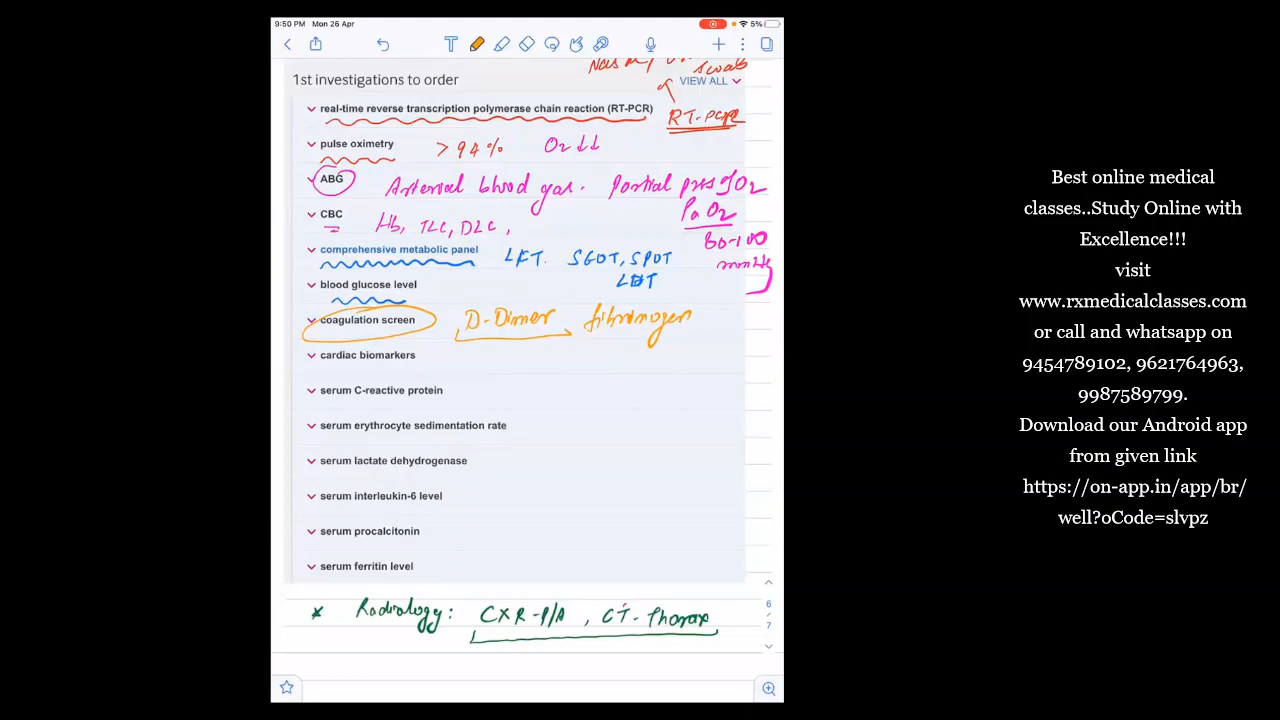 9:50 PM Mon 26 Apr
5%
Swab
1st investigations to order
VIEW ALL
real-time reverse transcription polymerase chain reaction (RT-PCR)
RT-PCR
pulse oximetry >94% O2 ↓↓
ABG Arterial blood gas. Partial pres of O2
PaO2
CBC Hb, TLC, DLC,
80-100
mmHg
comprehensive metabolic panel LFT. SGOT, SPOT
blood glucose level
coagulation screen D-Dimer fibrinogen
cardiac biomarkers
serum C-reactive protein
serum erythrocyte sedimentation rate
serum lactate dehydrogenase
serum interleukin-6 level
serum procalcitonin
serum ferritin level
* Radiology: CXR-P/A, CT-Thorax
6
/
7
Best online medical
classes..Study Online with
Excellence!!!
visit
www.rxmedicalclasses.com
or call and whatsapp on
9454789102, 9621764963,
9987589799.
Download our Android app
from given link
https://on-app.in/app/br/
well?oCode=slvpz